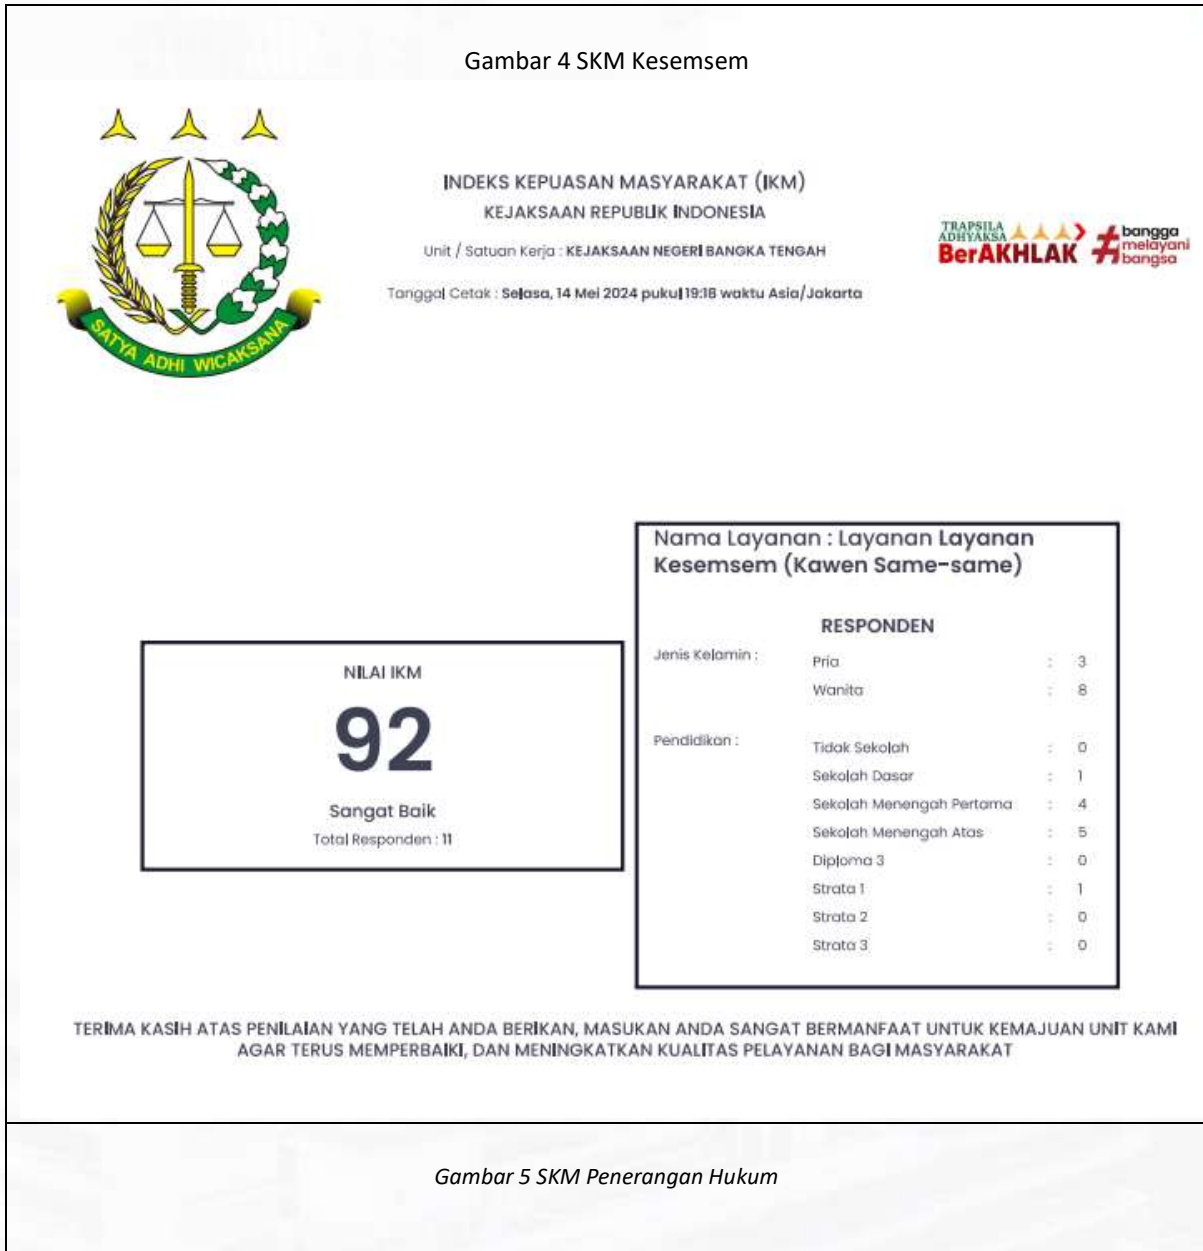 Gambar 4 SKM Kesemsem
SATYA ADHI WICAKSANA
INDEKS KEPUASAN MASYARAKAT (IKM)
KEJAKSAAN REPUBLIK INDONESIA
Unit / Satuan Kerja : KEJAKSAAN NEGERI BANGKA TENGAH
Tanggal Cetak : Selasa, 14 Mei 2024 pukul 19:18 waktu Asia/Jakarta
TRAPSILA
ADHYAKSA
BerAKHLAK
#bangga
melayani
bangsa
NILAI IKM
92
Sangat Baik
Total Responden : 11
Nama Layanan : Layanan Layanan
Kesemsem (Kawen Same-same)
RESPONDEN
Jenis Kelamin :
Pria : 3
Wanita : 8
Pendidikan :
Tidak Sekolah : 0
Sekolah Dasar : 1
Sekolah Menengah Pertama : 4
Sekolah Menengah Atas : 5
Diploma 3 : 0
Strata 1 : 1
Strata 2 : 0
Strata 3 : 0
TERIMA KASIH ATAS PENILAIAN YANG TELAH ANDA BERIKAN, MASUKAN ANDA SANGAT BERMANFAAT UNTUK KEMAJUAN UNIT KAMI
AGAR TERUS MEMPERBAIKI, DAN MENINGKATKAN KUALITAS PELAYANAN BAGI MASYARAKAT
Gambar 5 SKM Penerangan Hukum